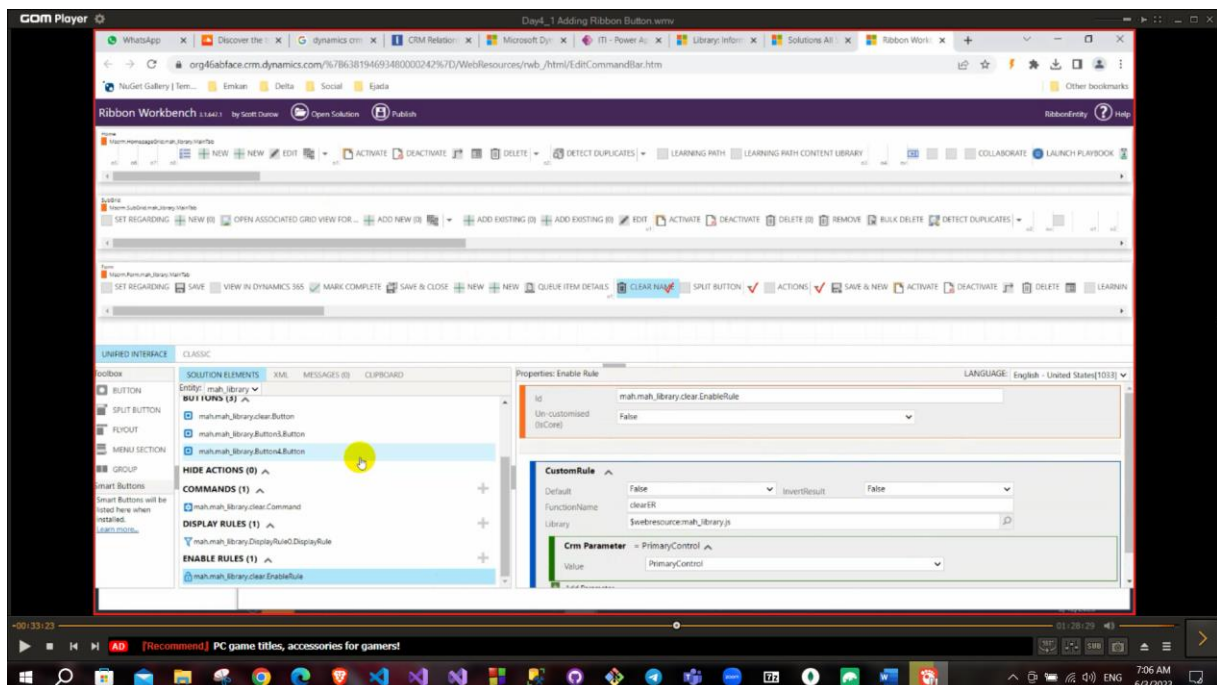 GOM Player
Day4_1 Adding Ribbon Button.wmv
WhatsApp
Discover the
dynamics crm
CRM Relation
Microsoft Dy
ITI - Power A
Library: Inform
Solutions All
Ribbon Work
org46abface.crm.dynamics.com/%7B638194693480000242%7D/WebResources/rwb_/html/EditCommandBar.htm
NuGet Gallery | Tem... Emkan Delta Social Ejada Other bookmarks
Ribbon Workbench by Scott Durow Open Solution Publish RibbonEntity Help
Home
NEW NEW EDIT ACTIVATE DEACTIVATE DELETE DETECT DUPLICATES LEARNING PATH LEARNING PATH CONTENT LIBRARY COLLABORATE LAUNCH PLAYBOOK
SubGrid
SET REGARDING NEW (0) OPEN ASSOCIATED GRID VIEW FOR ... ADD NEW (0) ADD EXISTING (0) ADD EXISTING (0) EDIT ACTIVATE DEACTIVATE DELETE (0) REMOVE BULK DELETE DETECT DUPLICATES
Form
SET REGARDING SAVE VIEW IN DYNAMICS 365 MARK COMPLETE SAVE & CLOSE NEW NEW QUEUE ITEM DETAILS CLEAR NAME SPLIT BUTTON ACTIONS SAVE & NEW ACTIVATE DEACTIVATE DELETE LEARNIN
UNIFIED INTERFACE CLASSIC
Toolbox
BUTTON
SPLIT BUTTON
FLYOUT
MENU SECTION
GROUP
Smart Buttons
Smart Buttons will be
listed here when
installed.
Learn more...
SOLUTION ELEMENTS XML MESSAGES (0) CLIPBOARD
Entity: mah_library
BUTTONS (3)
mah.mah_library.clear.Button
mah.mah_library.Button3.Button
mah.mah_library.Button4.Button
HIDE ACTIONS (0)
COMMANDS (1)
mah.mah_library.clear.Command
DISPLAY RULES (1)
mah.mah_library.DisplayRule0.DisplayRule
ENABLE RULES (1)
mah.mah_library.clear.EnableRule
Properties: Enable Rule LANGUAGE: English - United States[1033]
Id mah.mah_library.clear.EnableRule
Un-customised False
(IsCore)
CustomRule
Default False InvertResult False
FunctionName clearER
Library $webresource:mah_library.js
Crm Parameter = PrimaryControl
Value PrimaryControl
-00:33:23 01:28:29
AD [Recommend] PC game titles, accessories for gamers!
SUB
ENG 7:06 AM
6/3/2023